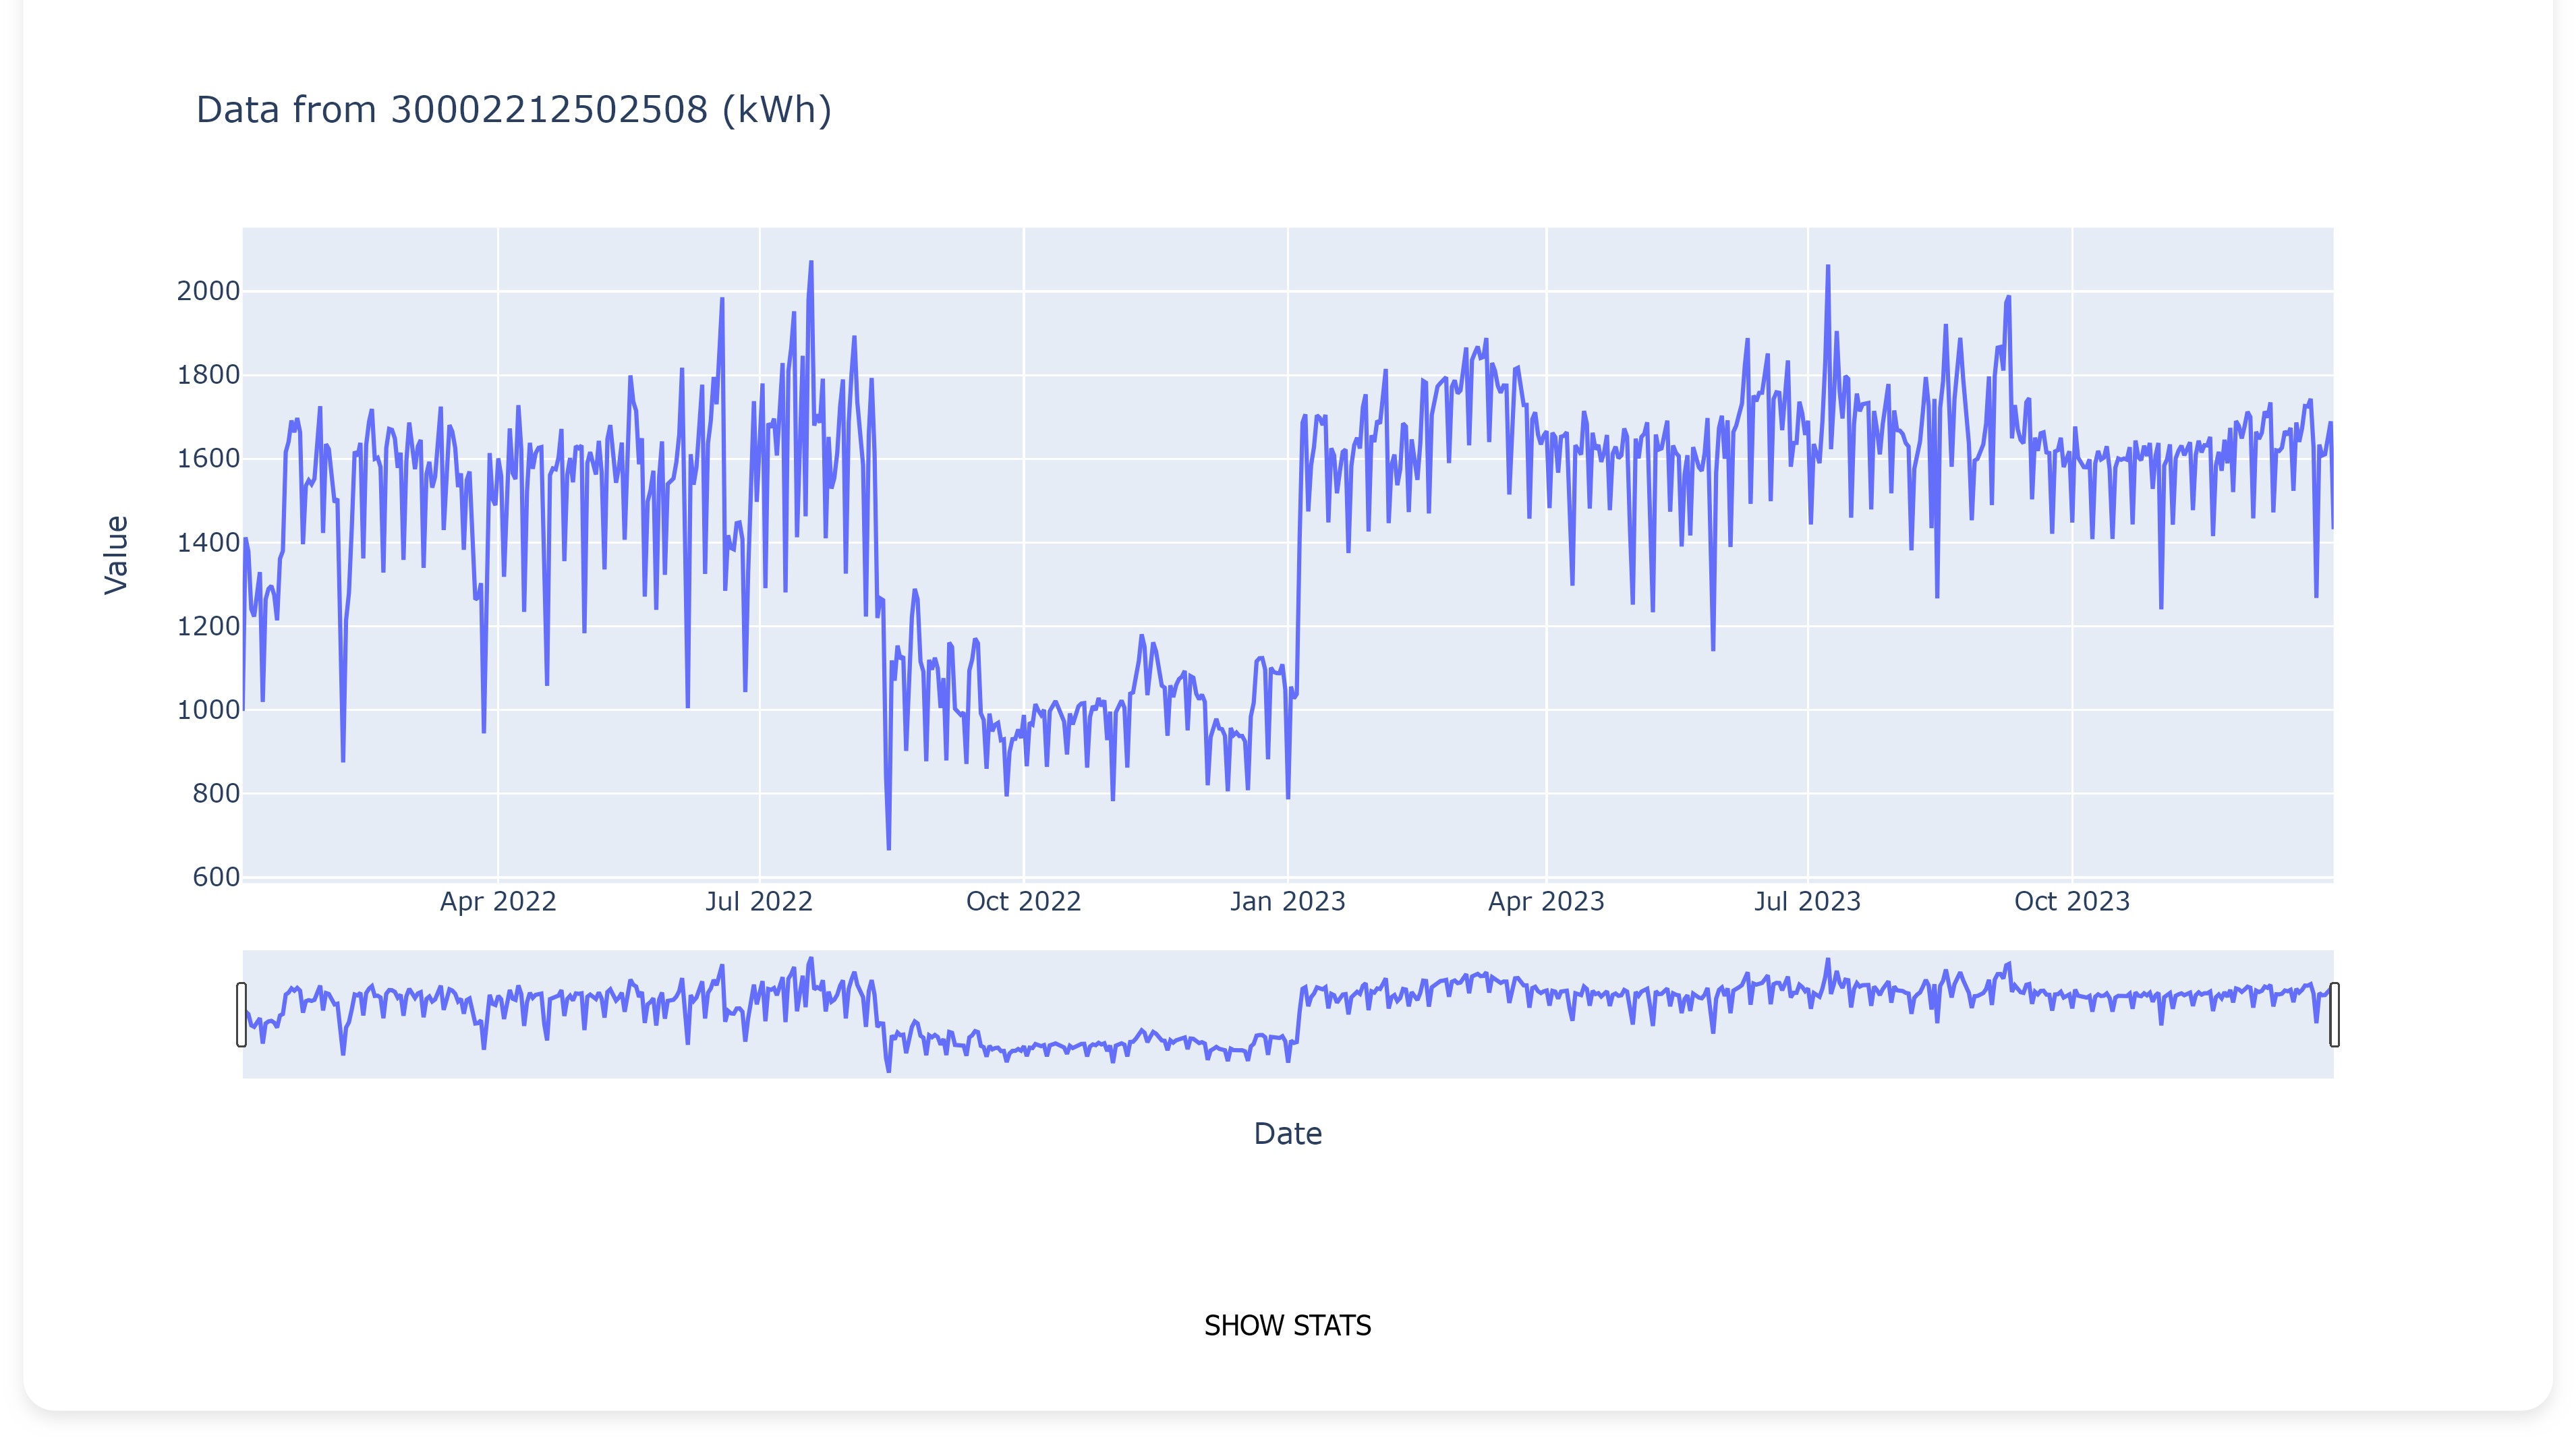 Data from 30002212502508 (kWh)
Value
2000
1800
1600
1400
1200
1000
800
600
Apr 2022
Jul 2022
Oct 2022
Jan 2023
Apr 2023
Jul 2023
Oct 2023
Date
SHOW STATS